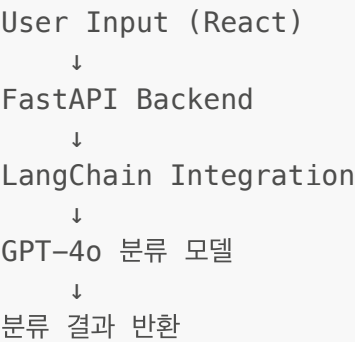 User Input (React)
↓
FastAPI Backend
↓
LangChain Integration
↓
GPT-4o 분류 모델
↓
분류 결과 반환